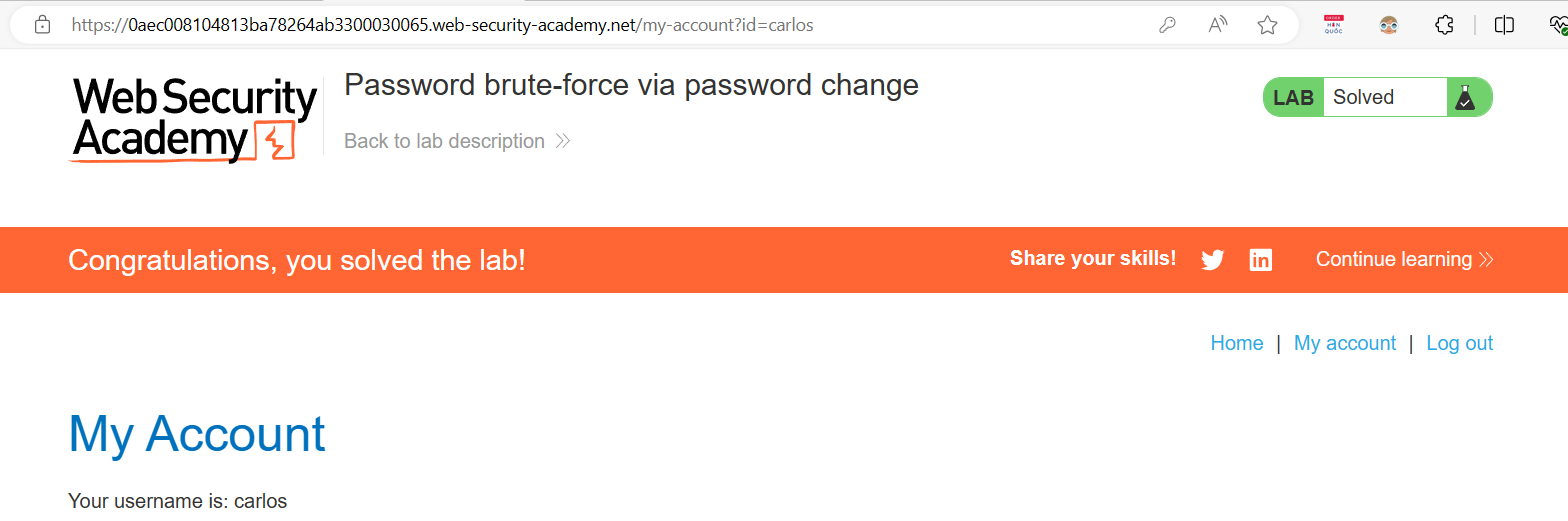 https://0aec008104813ba78264ab3300030065.web-security-academy.net/my-account?id=carlos
Web Security
Academy
Password brute-force via password change
Back to lab description
LAB Solved
Congratulations, you solved the lab!
Share your skills!
Continue learning
Home | My account | Log out
My Account
Your username is: carlos